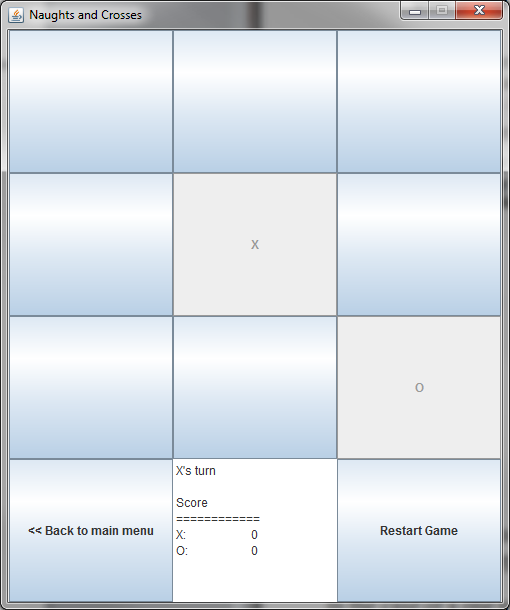 Naughts and Crosses
X
O
X's turn
Score
============
X: 0
O: 0
<< Back to main menu
Restart Game